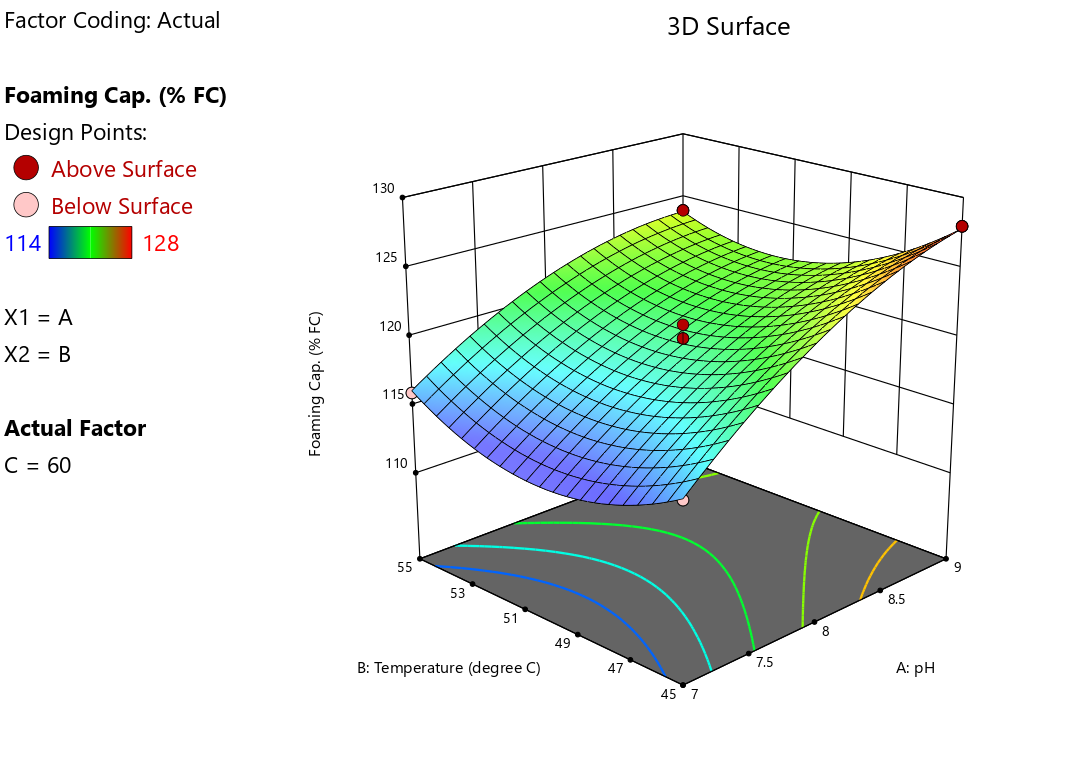 Factor Coding: Actual
3D Surface
Foaming Cap. (% FC)
Design Points:
Above Surface
Below Surface
114 128
X1 = A
X2 = B
Actual Factor
C = 60
130
125
120
115
110
Foaming Cap. (% FC)
55
53
51
49
47
45
B: Temperature (degree C)
7
7.5
8
8.5
9
A: pH